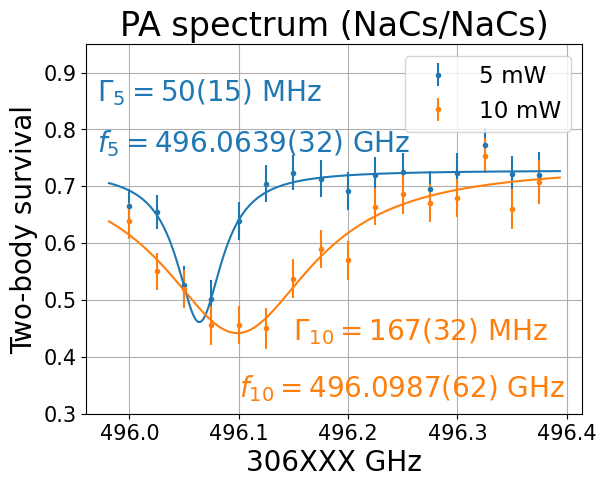 PA spectrum (NaCs/NaCs)
Γ₅ = 50(15) MHz
f₅ = 496.0639(32) GHz
5 mW
10 mW
Γ₁₀ = 167(32) MHz
f₁₀ = 496.0987(62) GHz
Two-body survival
0.9
0.8
0.7
0.6
0.5
0.4
0.3
496.0 496.1 496.2 496.3 496.4
306XXX GHz